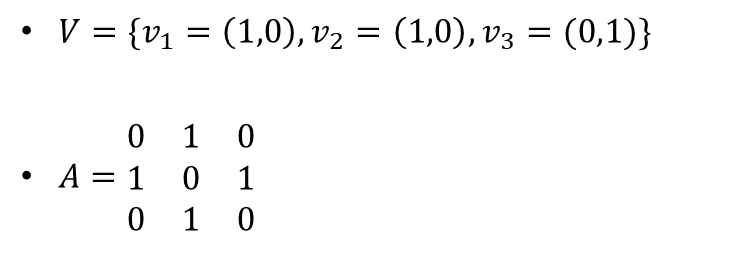 • V = {v₁ = (1,0), v₂ = (1,0), v₃ = (0,1)}
0 1 0
• A = 1 0 1
0 1 0